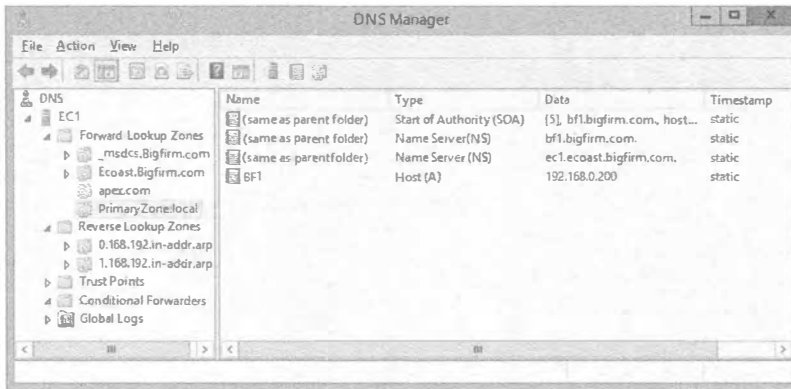 DNS Manager
File Action View Help
DNS
EC1
Forward Lookup Zones
_msdcs.Bigfirm.com
Ecoast.Bigfirm.com
apex.com
PrimaryZone.local
Reverse Lookup Zones
0.168.192.in-addr.arp
1.168.192.in-addr.arp
Trust Points
Conditional Forwarders
Global Logs
Name Type Data Timestamp
(same as parent folder) Start of Authority (SOA) [5], bf1.bigfirm.com., host... static
(same as parent folder) Name Server (NS) bf1.bigfirm.com. static
(same as parent folder) Name Server (NS) ec1.ecoast.bigfirm.com. static
BF1 Host (A) 192.168.0.200 static